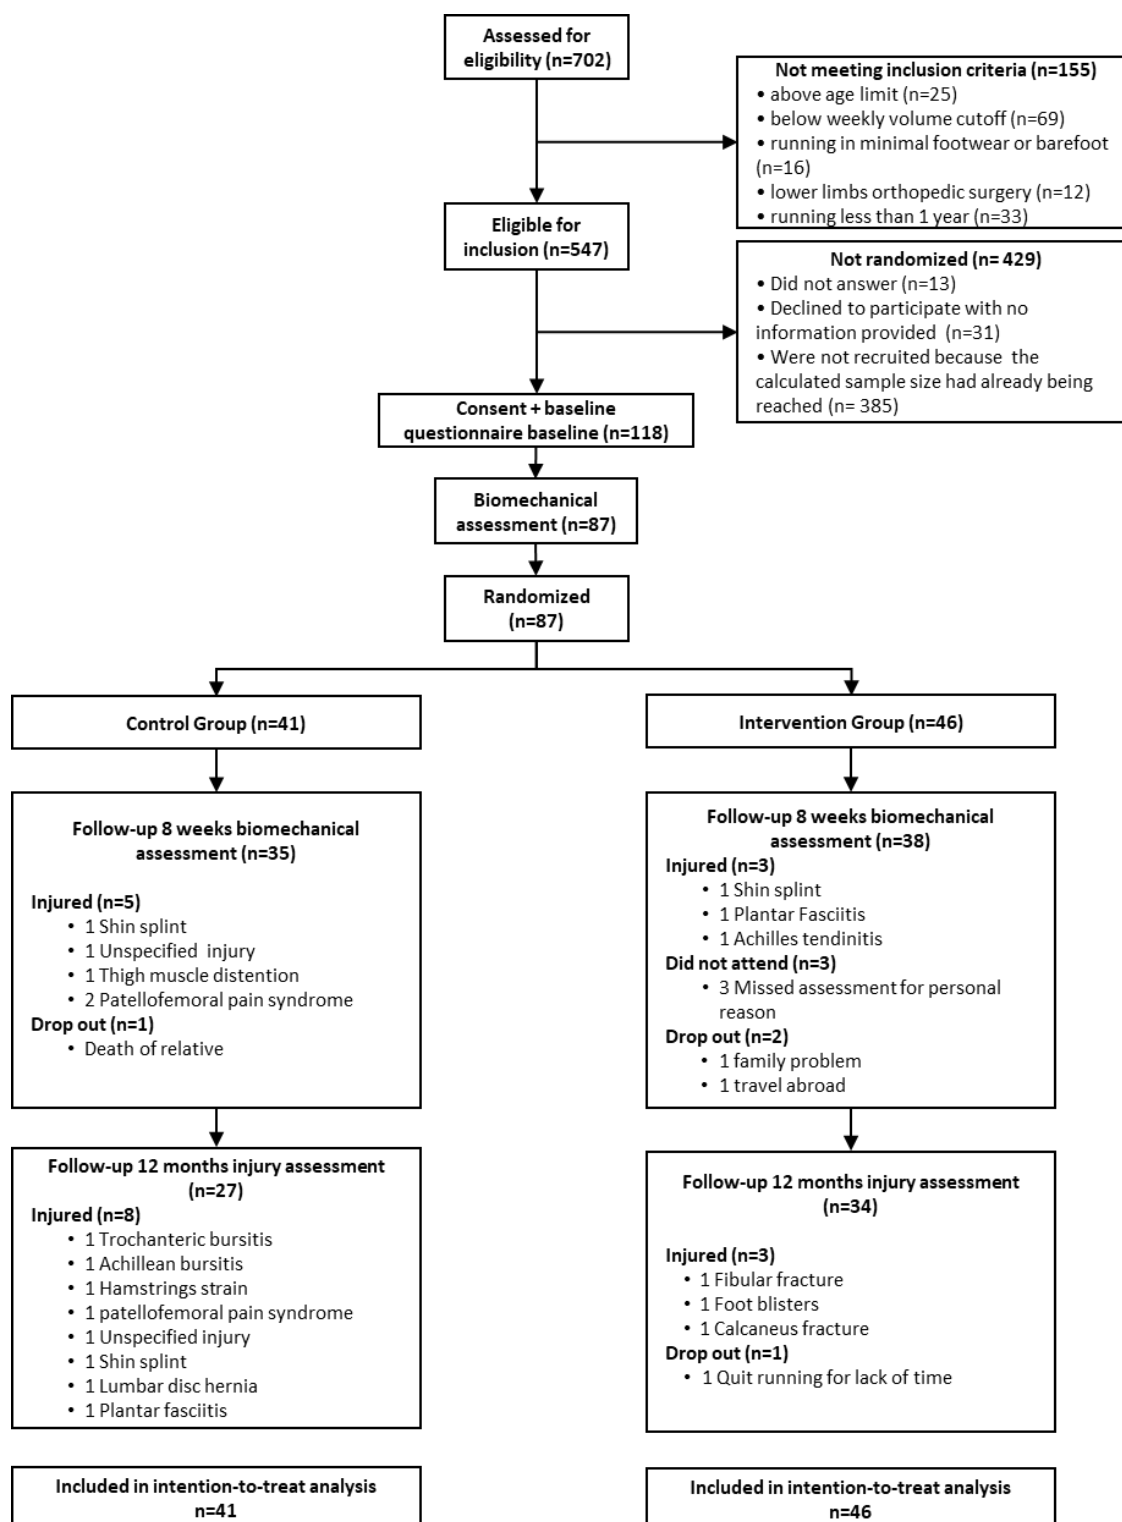 Assessed for
eligibility (n=702)
Not meeting inclusion criteria (n=155)
• above age limit (n=25)
• below weekly volume cutoff (n=69)
• running in minimal footwear or barefoot
(n=16)
• lower limbs orthopedic surgery (n=12)
• running less than 1 year (n=33)
Eligible for
inclusion (n=547)
Not randomized (n= 429)
• Did not answer (n=13)
• Declined to participate with no
information provided (n=31)
• Were not recruited because the
calculated sample size had already being
reached (n= 385)
Consent + baseline
questionnaire baseline (n=118)
Biomechanical
assessment (n=87)
Randomized
(n=87)
Control Group (n=41)
Intervention Group (n=46)
Follow-up 8 weeks biomechanical
assessment (n=35)
Injured (n=5)
• 1 Shin splint
• 1 Unspecified injury
• 1 Thigh muscle distention
• 2 Patellofemoral pain syndrome
Drop out (n=1)
• Death of relative
Follow-up 8 weeks biomechanical
assessment (n=38)
Injured (n=3)
• 1 Shin splint
• 1 Plantar Fasciitis
• 1 Achilles tendinitis
Did not attend (n=3)
• 3 Missed assessment for personal
reason
Drop out (n=2)
• 1 family problem
• 1 travel abroad
Follow-up 12 months injury assessment
(n=27)
Injured (n=8)
• 1 Trochanteric bursitis
• 1 Achillean bursitis
• 1 Hamstrings strain
• 1 patellofemoral pain syndrome
• 1 Unspecified injury
• 1 Shin splint
• 1 Lumbar disc hernia
• 1 Plantar fasciitis
Follow-up 12 months injury assessment
(n=34)
Injured (n=3)
• 1 Fibular fracture
• 1 Foot blisters
• 1 Calcaneus fracture
Drop out (n=1)
• 1 Quit running for lack of time
Included in intention-to-treat analysis
n=41
Included in intention-to-treat analysis
n=46